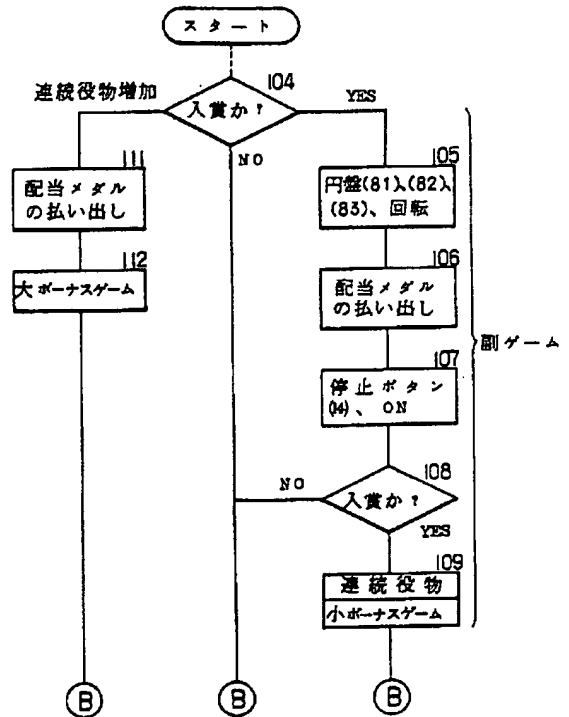 スタート
104
連続役物増加
入賞か?
YES
NO
111
配当メダル
の払い出し
112
大ボーナスゲーム
105
円盤(81)、(82)、
(83)、回転
106
配当メダル
の払い出し
107
停止ボタン
(14)、ON
副ゲーム
108
NO
入賞か?
YES
109
連続役物
小ボーナスゲーム
B
B
B